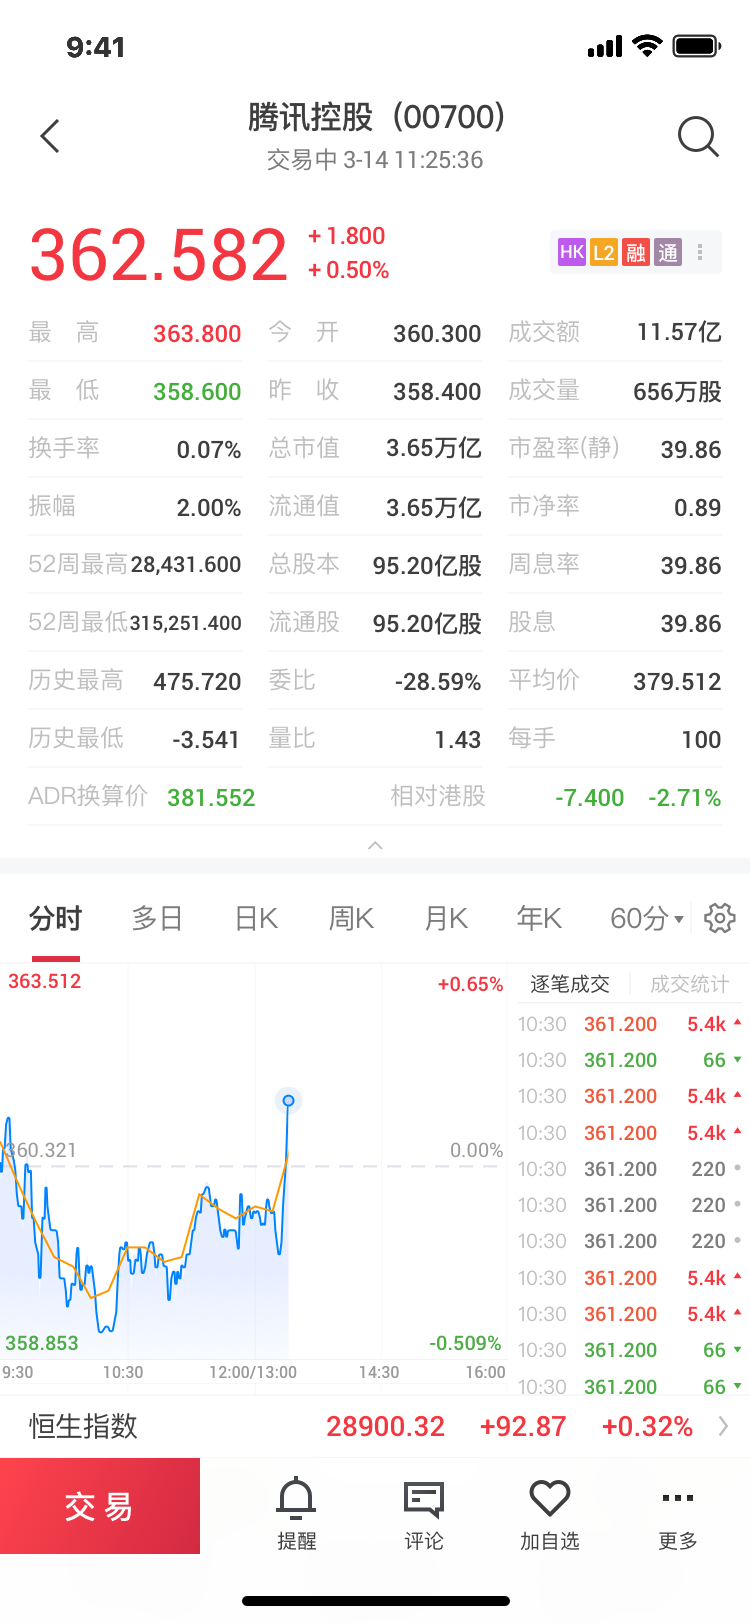 9:41
腾讯控股（00700）
交易中 3-14 11:25:36
362.582
+1.800
+0.50%
HK L2 融 通
最高 363.800 今开 360.300 成交额 11.57亿
最低 358.600 昨收 358.400 成交量 656万股
换手率 0.07% 总市值 3.65万亿 市盈率(静) 39.86
振幅 2.00% 流通值 3.65万亿 市净率 0.89
52周最高 28,431.600 总股本 95.20亿股 周息率 39.86
52周最低 315,251.400 流通股 95.20亿股 股息 39.86
历史最高 475.720 委比 -28.59% 平均价 379.512
历史最低 -3.541 量比 1.43 每手 100
ADR换算价 381.552 相对港股 -7.400 -2.71%
分时 多日 日K 周K 月K 年K 60分
363.512 +0.65%
360.321 0.00%
358.853 -0.509%
9:30 10:30 12:00/13:00 14:30 16:00
逐笔成交 成交统计
10:30 361.200 5.4k
10:30 361.200 66
10:30 361.200 5.4k
10:30 361.200 5.4k
10:30 361.200 220
10:30 361.200 220
10:30 361.200 220
10:30 361.200 5.4k
10:30 361.200 5.4k
10:30 361.200 66
10:30 361.200 66
恒生指数 28900.32 +92.87 +0.32%
交易 提醒 评论 加自选 更多